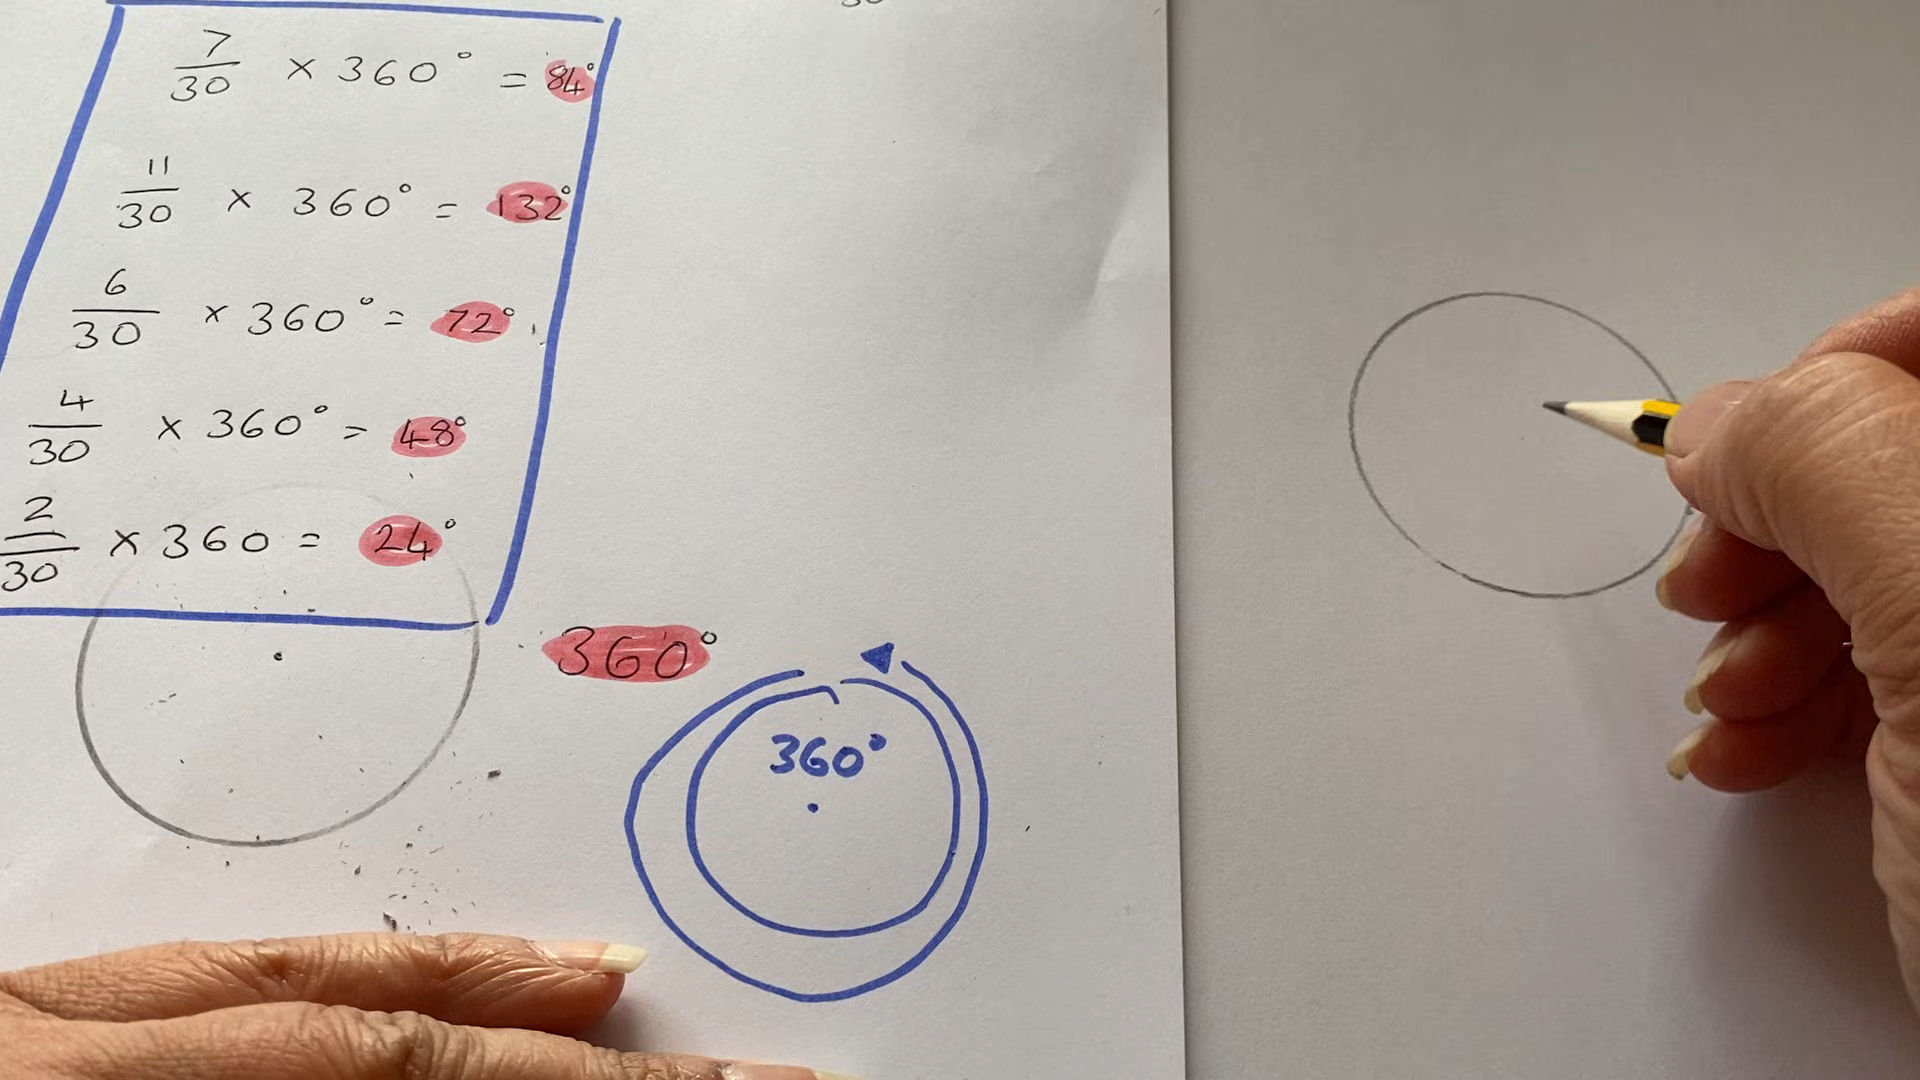 7/30 × 360° = 84°
11/30 × 360° = 132°
6/30 × 360° = 72°
4/30 × 360° = 48°
2/30 × 360 = 24°
360°
360°